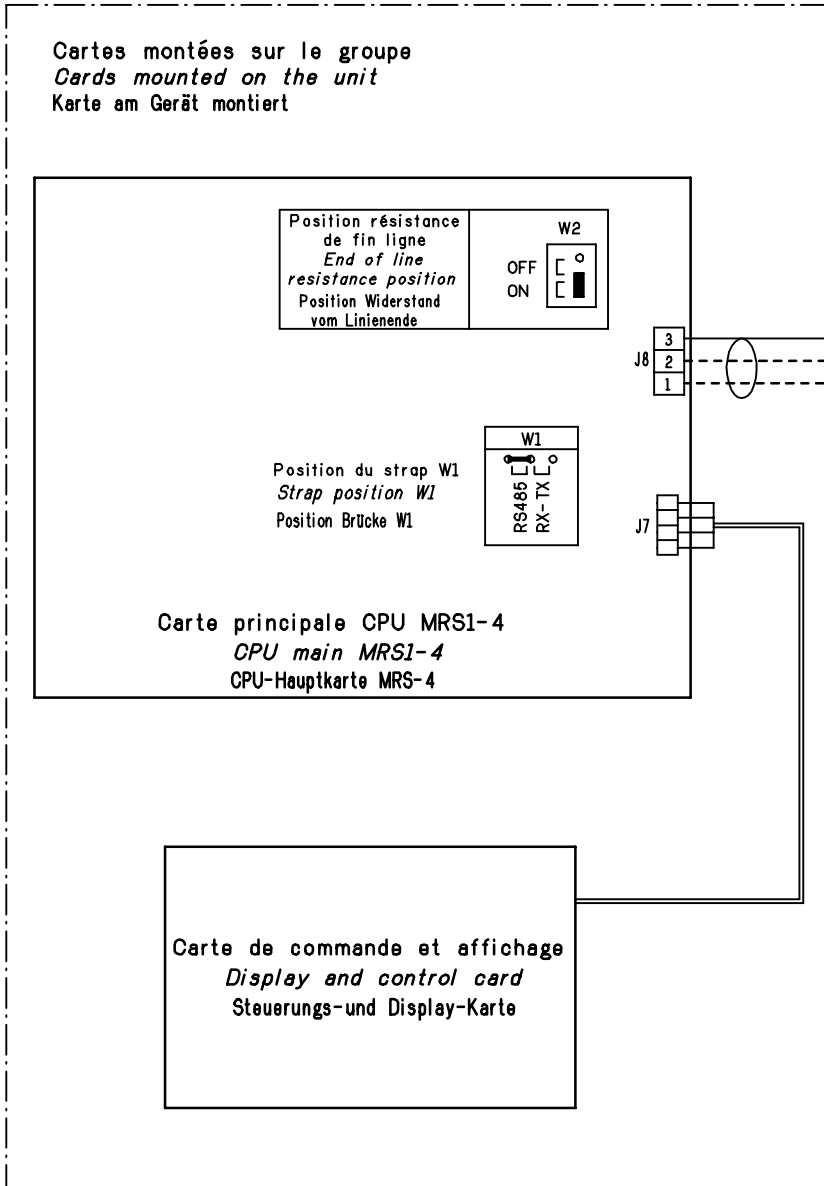 Cartes montées sur le groupe
Cards mounted on the unit
Karte am Gerät montiert
Position résistance
de fin ligne
End of line
resistance position
Position Widerstand
vom Linienende
W2
OFF
ON
J8
3
2
1
W1
RS485
RX-TX
Position du strap W1
Strap position W1
Position Brücke W1
J7
Carte principale CPU MRS1-4
CPU main MRS1-4
CPU-Hauptkarte MRS-4
Carte de commande et affichage
Display and control card
Steuerungs-und Display-Karte